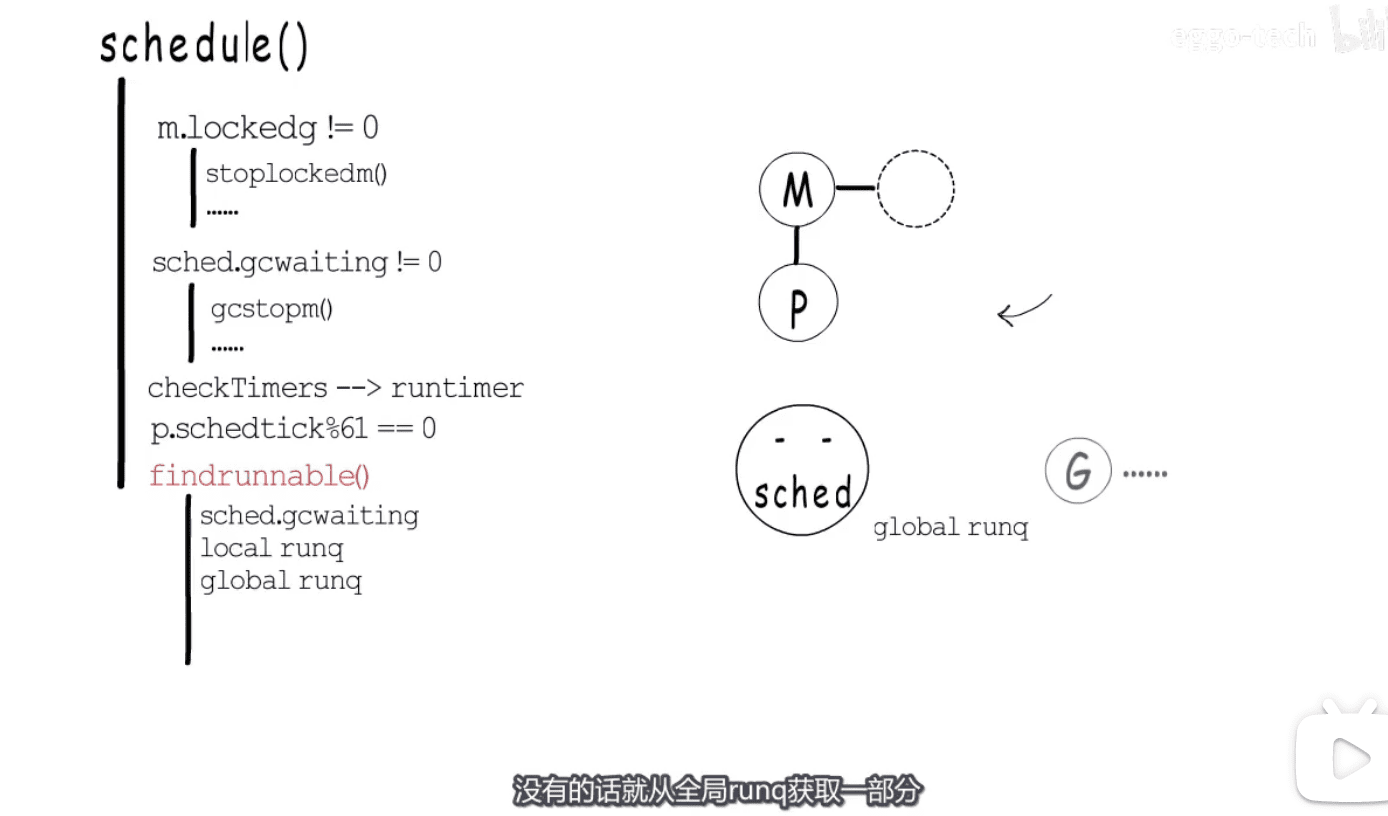 schedule()
eggo-tech
m.lockedg != 0
stoplockedm()
......
sched.gcwaiting != 0
gcstopm()
......
checkTimers --> runtimer
p.schedtick%61 == 0
findrunnable()
sched.gcwaiting
local runq
global runq
M
P
- -
sched
global runq
G ......
没有的话就从全局runq获取一部分